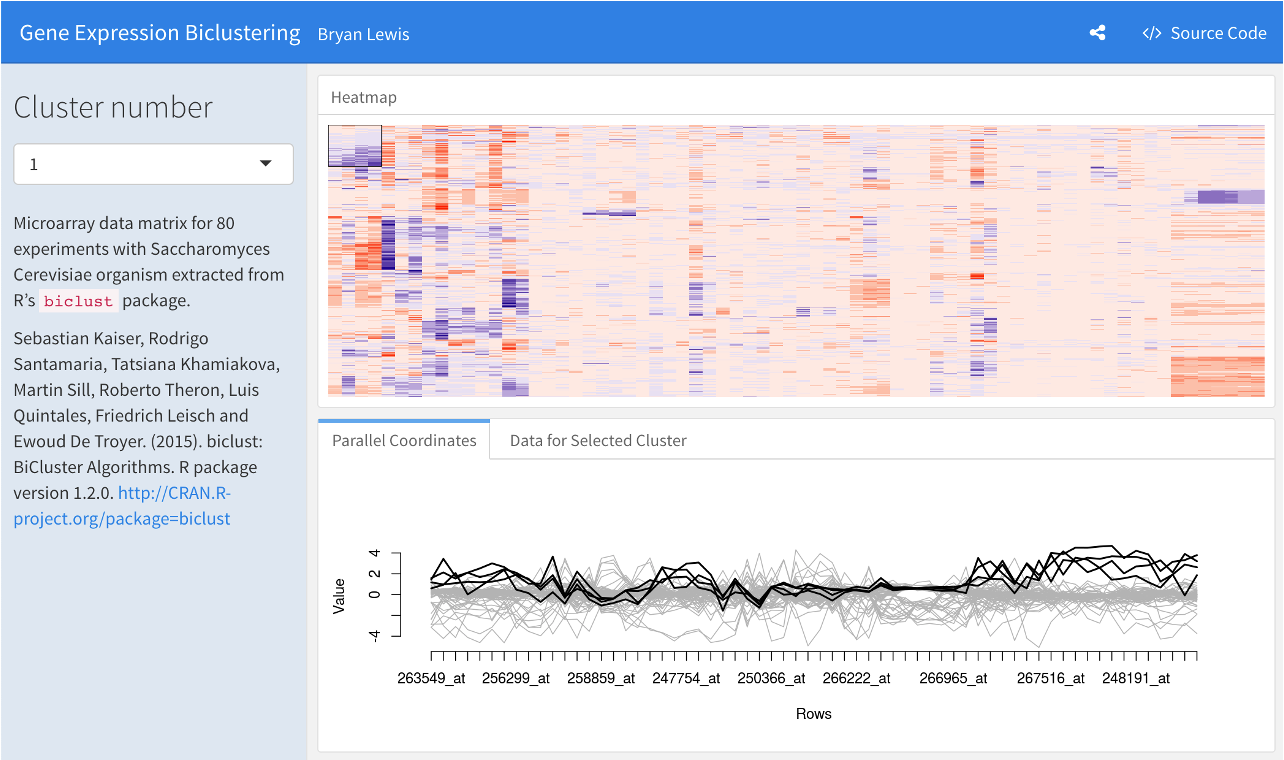 Gene Expression Biclustering Bryan Lewis
</> Source Code
Cluster number
1
Microarray data matrix for 80
experiments with Saccharomyces
Cerevisiae organism extracted from
R's biclust package.
Sebastian Kaiser, Rodrigo
Santamaria, Tatsiana Khamiakova,
Martin Sill, Roberto Theron, Luis
Quintales, Friedrich Leisch and
Ewoud De Troyer. (2015). biclust:
BiCluster Algorithms. R package
version 1.2.0. http://CRAN.R-
project.org/package=biclust
Heatmap
Parallel Coordinates Data for Selected Cluster
Value
4
2
0
-4
263549_at 256299_at 258859_at 247754_at 250366_at 266222_at 266965_at 267516_at 248191_at
Rows